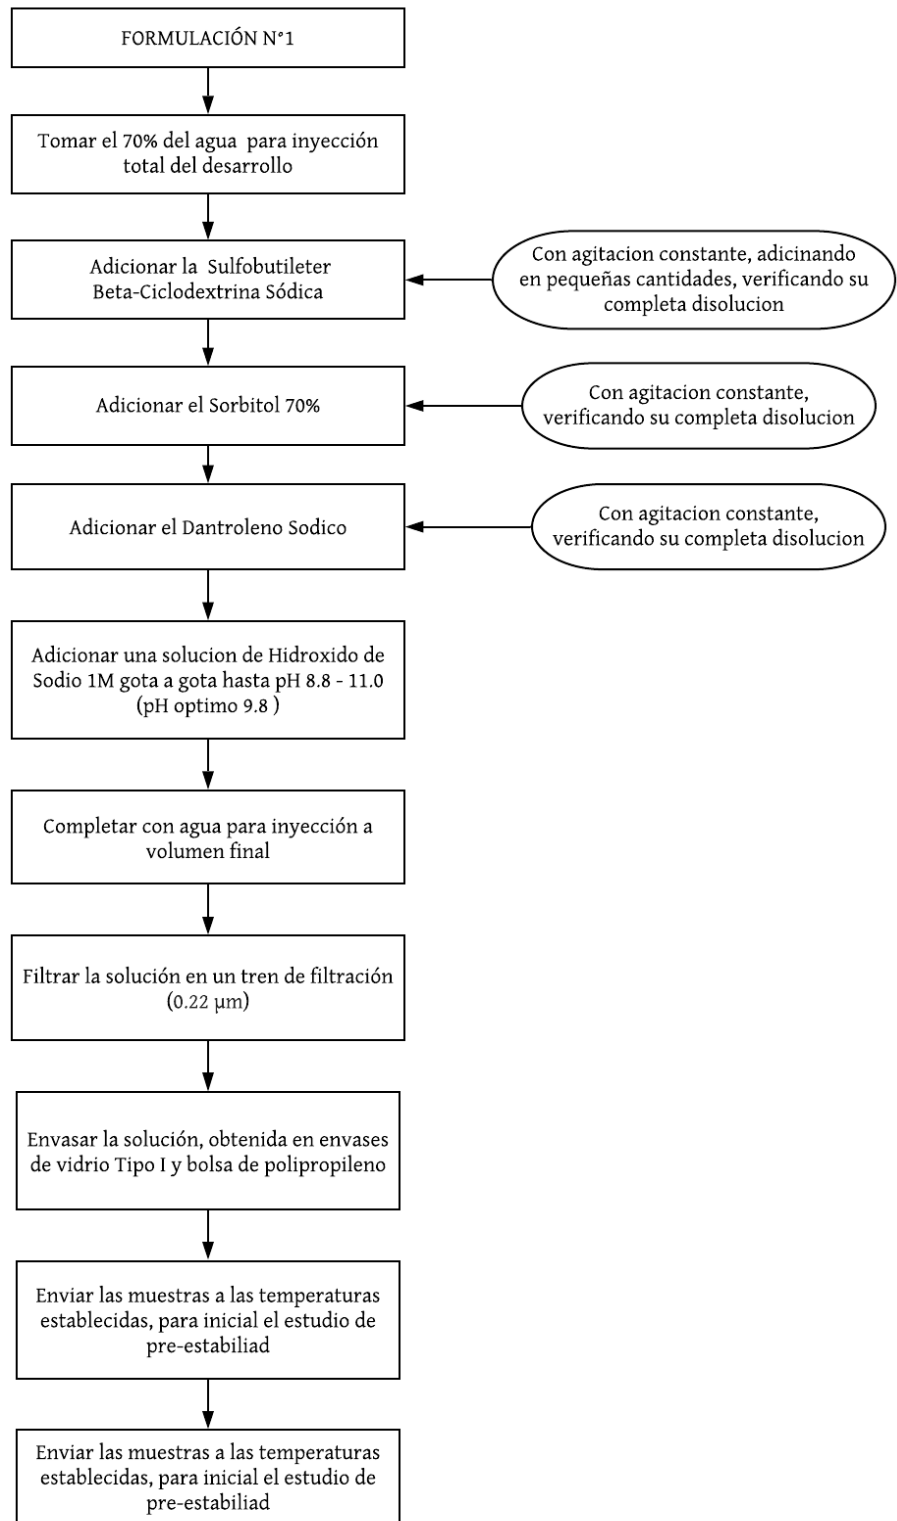 FORMULACIÓN N°1
Tomar el 70% del agua para inyección
total del desarrollo
Adicionar la Sulfobutileter
Beta-Ciclodextrina Sódica
Con agitacion constante, adicinando
en pequeñas cantidades, verificando su
completa disolucion
Adicionar el Sorbitol 70%
Con agitacion constante,
verificando su completa disolucion
Adicionar el Dantroleno Sodico
Con agitacion constante,
verificando su completa disolucion
Adicionar una solucion de Hidroxido de
Sodio 1M gota a gota hasta pH 8.8 - 11.0
(pH optimo 9.8 )
Completar con agua para inyección a
volumen final
Filtrar la solución en un tren de filtración
(0.22 µm)
Envasar la solución, obtenida en envases
de vidrio Tipo I y bolsa de polipropileno
Enviar las muestras a las temperaturas
establecidas, para inicial el estudio de
pre-estabiliad
Enviar las muestras a las temperaturas
establecidas, para inicial el estudio de
pre-estabiliad